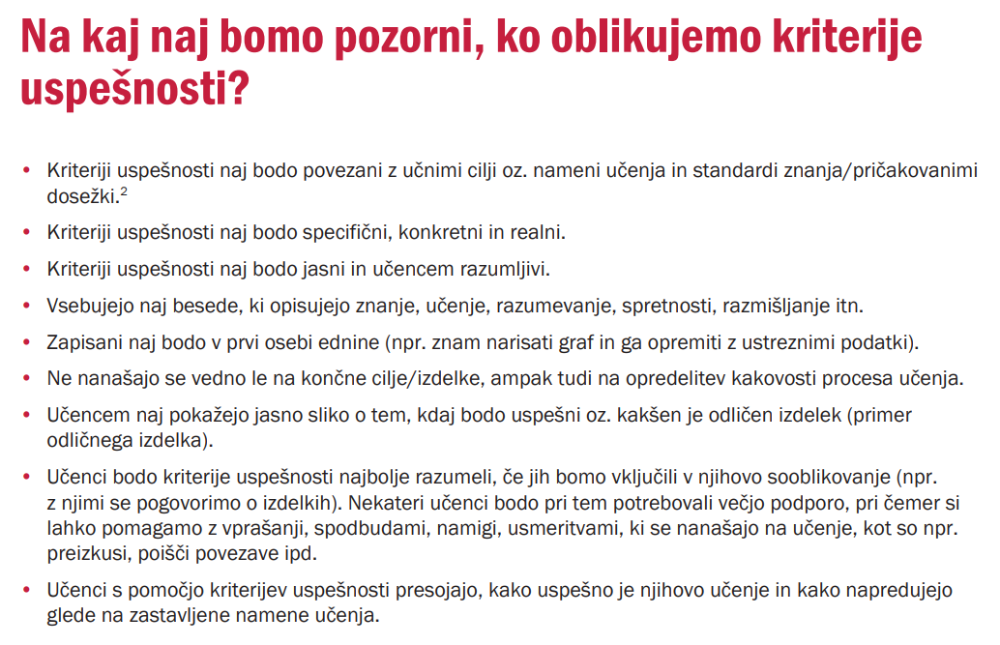 Na kaj naj bomo pozorni, ko oblikujemo kriterije
uspešnosti?
• Kriteriji uspešnosti naj bodo povezani z učnimi cilji oz. nameni učenja in standardi znanja/pričakovanimi
dosežki.2
• Kriteriji uspešnosti naj bodo specifični, konkretni in realni.
• Kriteriji uspešnosti naj bodo jasni in učencem razumljivi.
• Vsebujejo naj besede, ki opisujejo znanje, učenje, razumevanje, spretnosti, razmišljanje itn.
• Zapisani naj bodo v prvi osebi ednine (npr. znam narisati graf in ga opremiti z ustreznimi podatki).
• Ne nanašajo se vedno le na končne cilje/izdelke, ampak tudi na opredelitev kakovosti procesa učenja.
• Učencem naj pokažejo jasno sliko o tem, kdaj bodo uspešni oz. kakšen je odličen izdelek (primer
odličnega izdelka).
• Učenci bodo kriterije uspešnosti najbolje razumeli, če jih bomo vključili v njihovo sooblikovanje (npr.
z njimi se pogovorimo o izdelkih). Nekateri učenci bodo pri tem potrebovali večjo podporo, pri čemer si
lahko pomagamo z vprašanji, spodbudami, namigi, usmeritvami, ki se nanašajo na učenje, kot so npr.
preizkusi, poišči povezave ipd.
• Učenci s pomočjo kriterijev uspešnosti presojajo, kako uspešno je njihovo učenje in kako napredujejo
glede na zastavljene namene učenja.